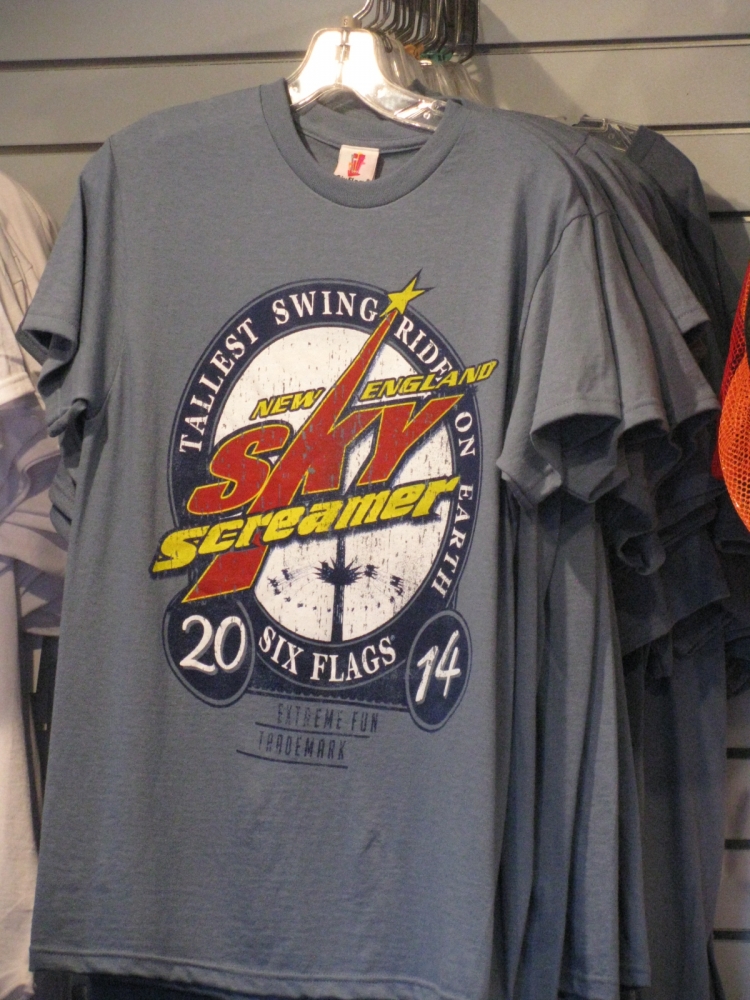 TALLEST SWING RIDE ON EARTH
NEW ENGLAND
SKY
screamer
20 SIX FLAGS 14
EXTREME FUN
TRADEMARK